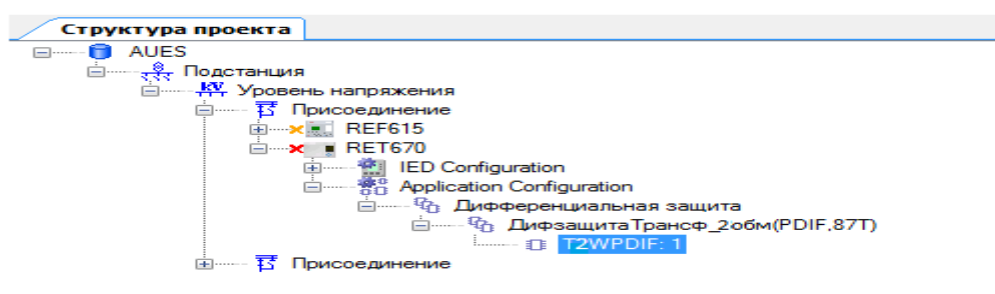 Структура проекта
AUES
Подстанция
Уровень напряжения
Присоединение
REF615
RET670
IED Configuration
Application Configuration
Дифференциальная защита
ДифзащитаТрансф_2обм(PDIF,87T)
T2WPDIF: 1
Присоединение